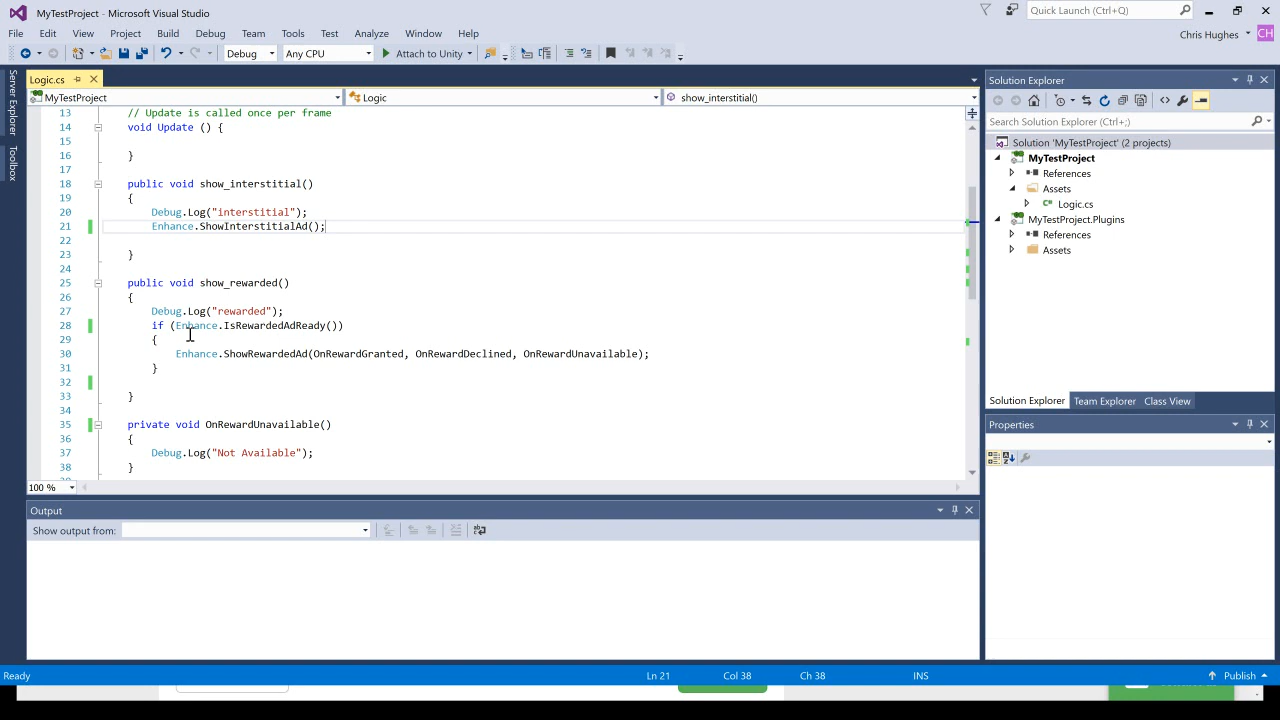 MyTestProject - Microsoft Visual Studio
Quick Launch (Ctrl+Q)
File Edit View Project Build Debug Team Tools Test Analyze Window Help
Chris Hughes CH
Debug Any CPU Attach to Unity
Server Explorer
Toolbox
Logic.cs
MyTestProject Logic show_interstitial()
13 // Update is called once per frame
14 void Update () {
15
16 }
17
18 public void show_interstitial()
19 {
20 Debug.Log("interstitial");
21 Enhance.ShowInterstitialAd();
22
23 }
24
25 public void show_rewarded()
26 {
27 Debug.Log("rewarded");
28 if (Enhance.IsRewardedAdReady())
29 {
30 Enhance.ShowRewardedAd(OnRewardGranted, OnRewardDeclined, OnRewardUnavailable);
31 }
32
33 }
34
35 private void OnRewardUnavailable()
36 {
37 Debug.Log("Not Available");
38 }
100 %
Solution Explorer
Search Solution Explorer (Ctrl+;)
Solution 'MyTestProject' (2 projects)
MyTestProject
References
Assets
Logic.cs
MyTestProject.Plugins
References
Assets
Solution Explorer Team Explorer Class View
Properties
Output
Show output from:
Ready Ln 21 Col 38 Ch 38 INS Publish